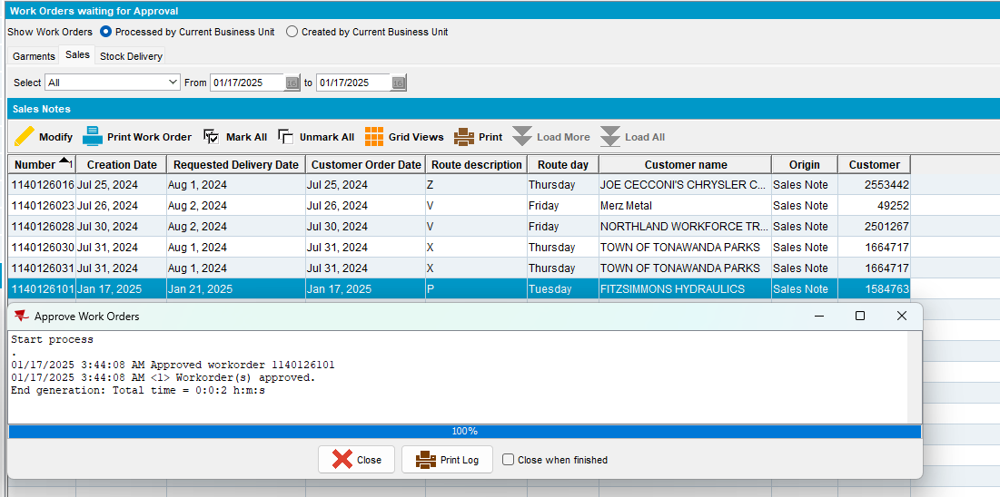 Work Orders waiting for Approval
Show Work Orders Processed by Current Business Unit Created by Current Business Unit
Garments Sales Stock Delivery
Select All From 01/17/2025 16 to 01/17/2025 16
Sales Notes
Modify Print Work Order Mark All Unmark All Grid Views Print Load More Load All
Number 1 Creation Date Requested Delivery Date Customer Order Date Route description Route day Customer name Origin Customer
1140126016 Jul 25, 2024 Aug 1, 2024 Jul 25, 2024 Z Thursday JOE CECCONI'S CHRYSLER C... Sales Note 2553442
1140126023 Jul 26, 2024 Aug 2, 2024 Jul 26, 2024 V Friday Merz Metal Sales Note 49252
1140126028 Jul 30, 2024 Aug 2, 2024 Jul 30, 2024 V Friday NORTHLAND WORKFORCE TR... Sales Note 2501267
1140126030 Jul 31, 2024 Aug 1, 2024 Jul 31, 2024 X Thursday TOWN OF TONAWANDA PARKS Sales Note 1664717
1140126031 Jul 31, 2024 Aug 1, 2024 Jul 31, 2024 X Thursday TOWN OF TONAWANDA PARKS Sales Note 1664717
1140126101 Jan 17, 2025 Jan 21, 2025 Jan 17, 2025 P Tuesday FITZSIMMONS HYDRAULICS Sales Note 1584763
Approve Work Orders
Start process
.
01/17/2025 3:44:08 AM Approved workorder 1140126101
01/17/2025 3:44:08 AM <1> Workorder(s) approved.
End generation: Total time = 0:0:2 h:m:s
100%
Close Print Log Close when finished